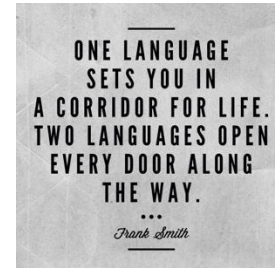 ONE LANGUAGE
SETS YOU IN
A CORRIDOR FOR LIFE.
TWO LANGUAGES OPEN
EVERY DOOR ALONG
THE WAY.
Frank Smith